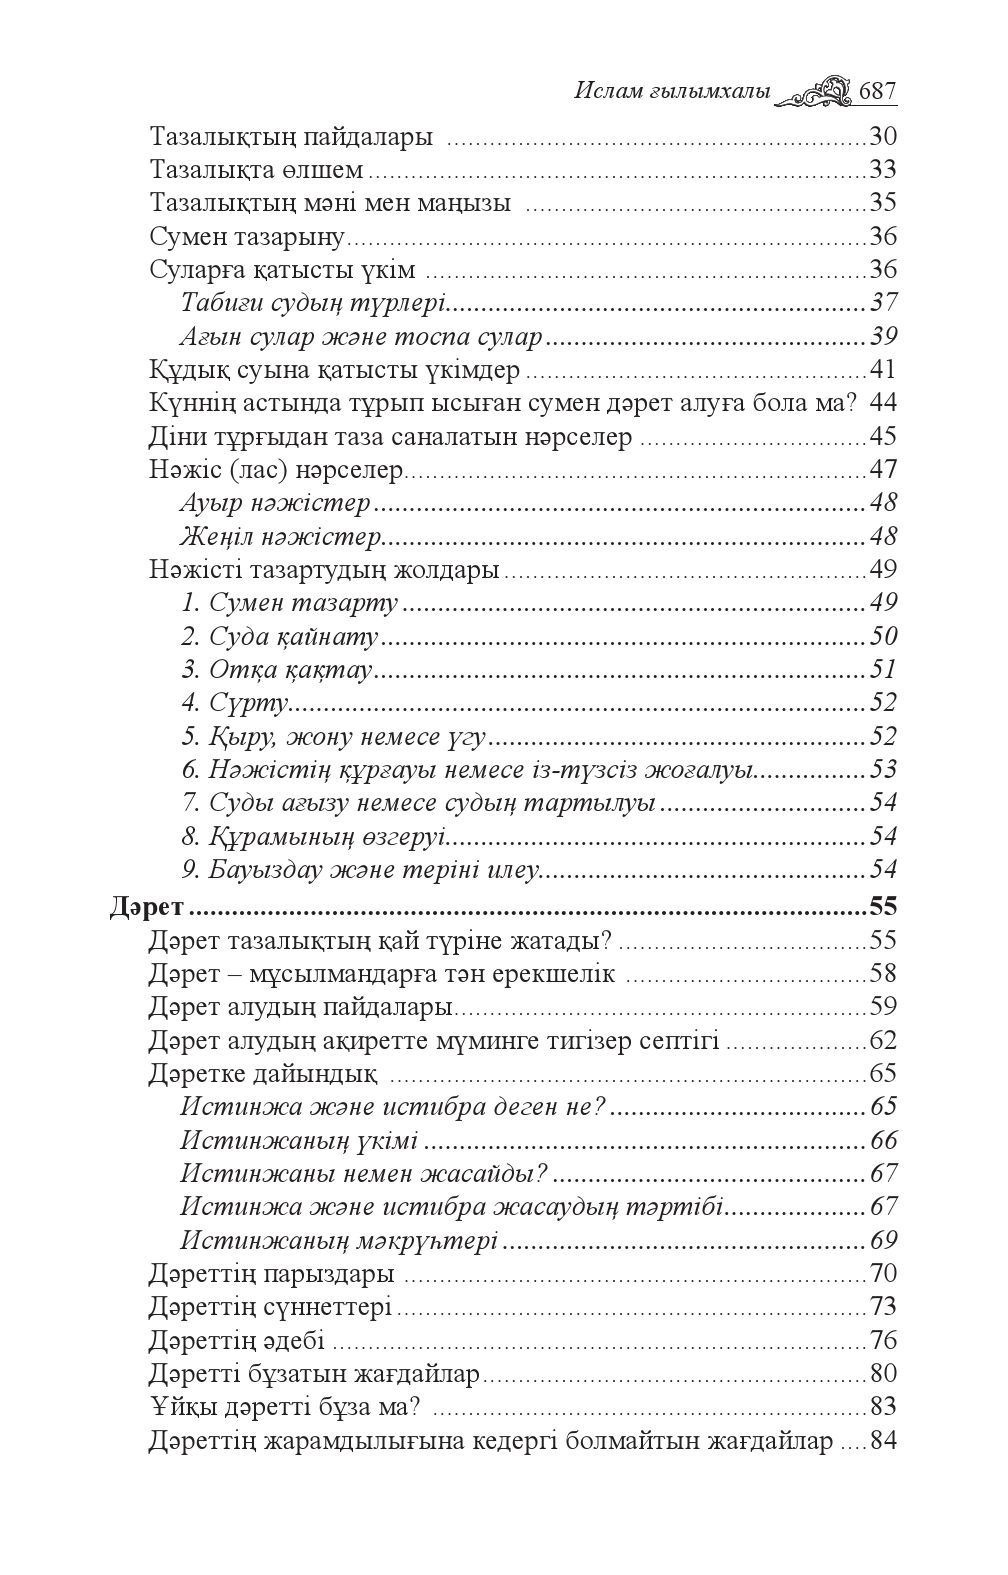 Ислам ғылымхалы 687
Тазалықтың пайдалары ........ 30
Тазалықта өлшем ........ 33
Тазалықтың мәні мен маңызы ........ 35
Сумен тазарыну ........ 36
Суларға қатысты үкім ........ 36
Табиғи судың түрлері ........ 37
Ағын сулар және тоспа сулар ........ 39
Құдық суына қатысты үкімдер ........ 41
Күннің астында тұрып ысыған сумен дәрет алуға бола ма? 44
Діни тұрғыдан таза саналатын нәрселер ........ 45
Нәжіс (лас) нәрселер ........ 47
Ауыр нәжістер ........ 48
Жеңіл нәжістер ........ 48
Нәжісті тазартудың жолдары ........ 49
1. Сумен тазарту ........ 49
2. Суда қайнату ........ 50
3. Отқа қақтау ........ 51
4. Сүрту ........ 52
5. Қыру, жону немесе үгу ........ 52
6. Нәжістің құрғауы немесе із-түзсіз жоғалуы ........ 53
7. Суды ағызу немесе судың тартылуы ........ 54
8. Құрамының өзгеруі ........ 54
9. Бауыздау және теріні илеу ........ 54
Дәрет ........ 55
Дәрет тазалықтың қай түріне жатады? ........ 55
Дәрет – мұсылмандарға тән ерекшелік ........ 58
Дәрет алудың пайдалары ........ 59
Дәрет алудың ақиретте мүминге тигізер септігі ........ 62
Дәретке дайындық ........ 65
Истинжа және истибра деген не? ........ 65
Истинжаның үкімі ........ 66
Истинжаны немен жасайды? ........ 67
Истинжа және истибра жасаудың тәртібі ........ 67
Истинжаның мәкрүһтері ........ 69
Дәреттің парыздары ........ 70
Дәреттің сүннеттері ........ 73
Дәреттің әдебі ........ 76
Дәретті бұзатын жағдайлар ........ 80
Ұйқы дәретті бұза ма? ........ 83
Дәреттің жарамдылығына кедергі болмайтын жағдайлар .... 84